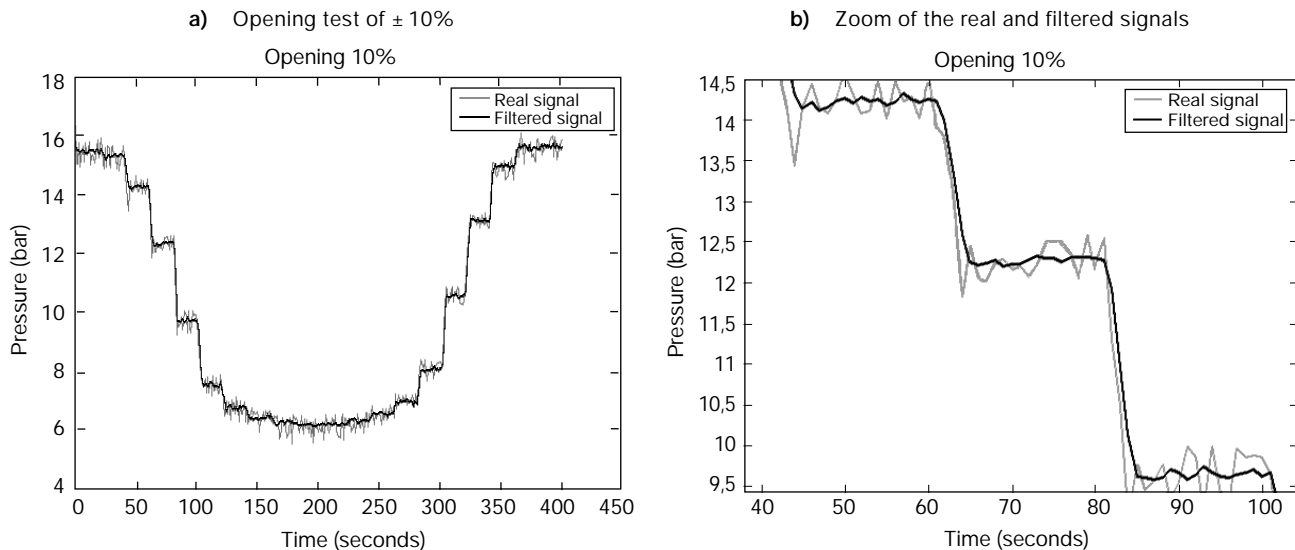 a) Opening test of ± 10%
Opening 10%
Real signal
Filtered signal
Pressure (bar)
18
16
14
12
10
8
6
4
0 50 100 150 200 250 300 350 400 450
Time (seconds)
b) Zoom of the real and filtered signals
Opening 10%
Real signal
Filtered signal
Pressure (bar)
14,5
14
13,5
13
12,5
12
11,5
11
10,5
10
9,5
40 50 60 70 80 90 100
Time (seconds)